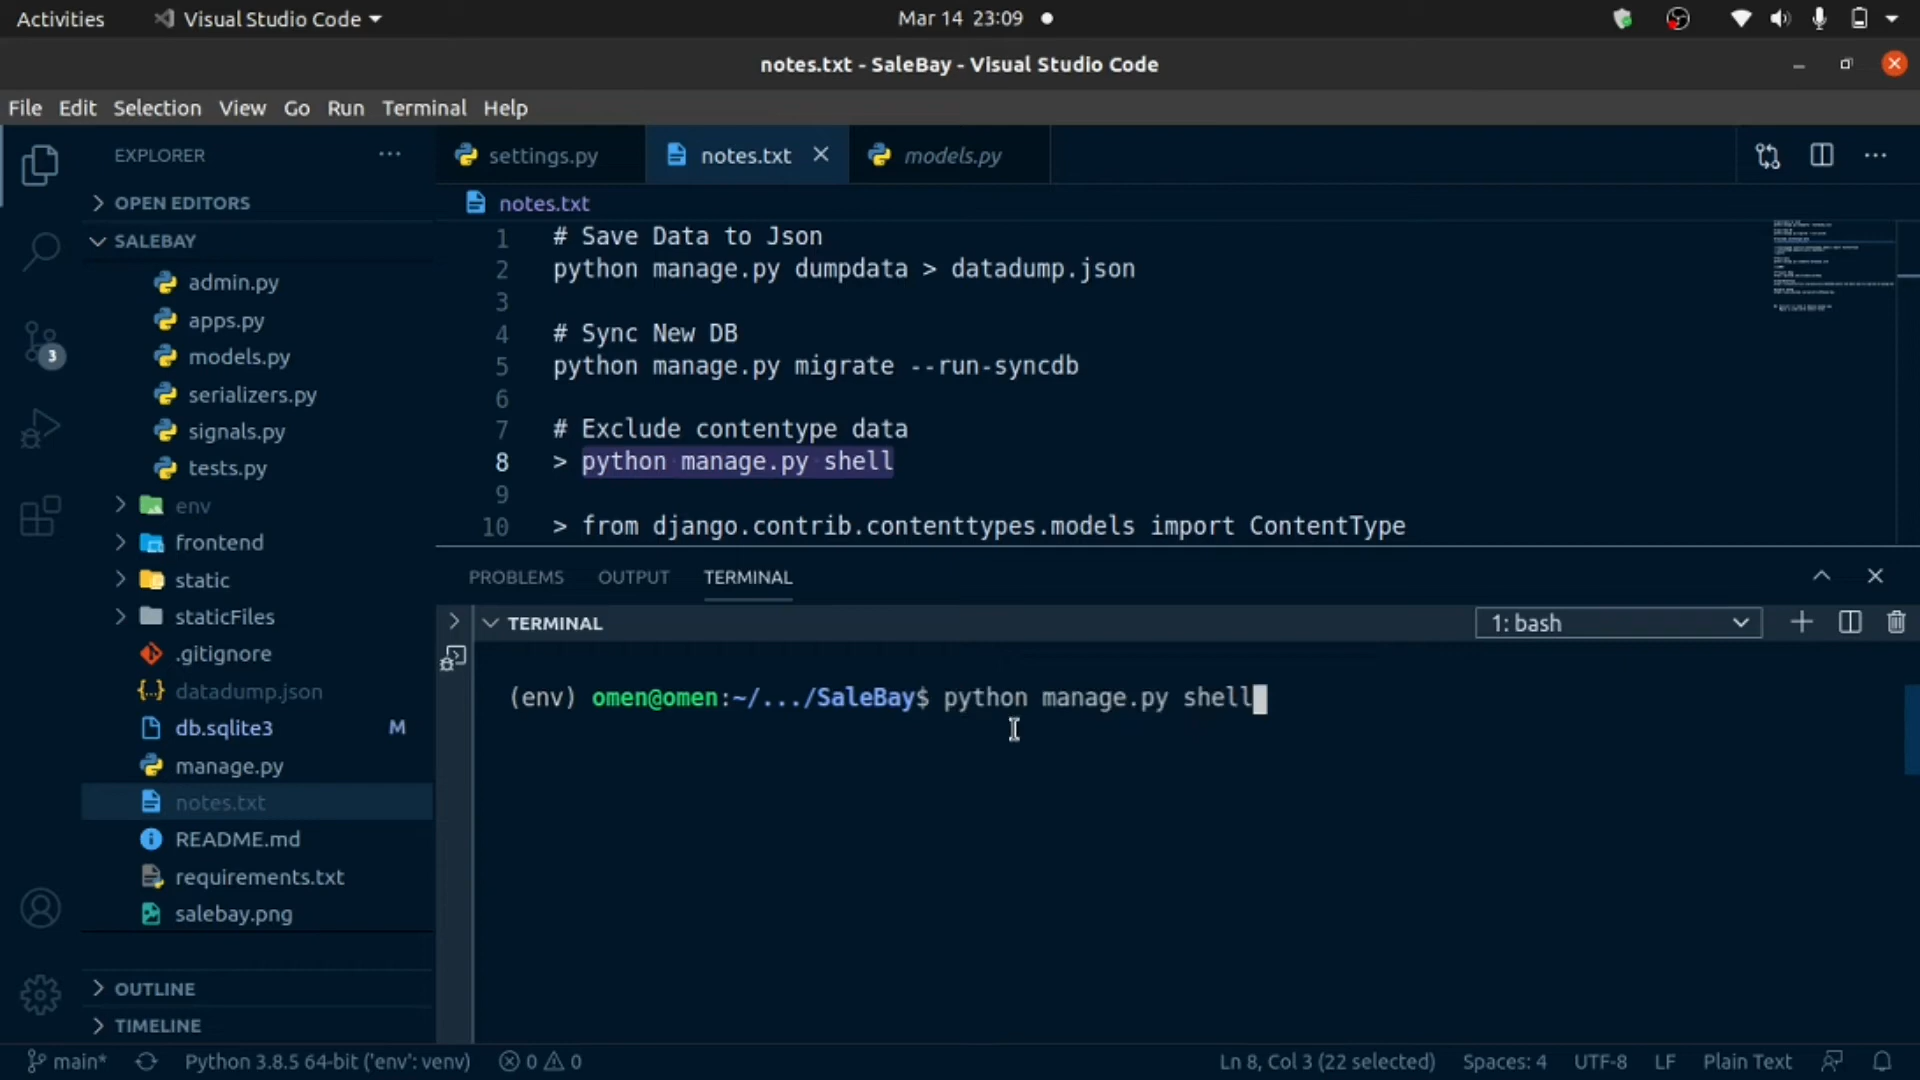 Activities Visual Studio Code Mar 14 23:09
notes.txt - SaleBay - Visual Studio Code
File Edit Selection View Go Run Terminal Help
EXPLORER
OPEN EDITORS
SALEBAY
admin.py
apps.py
models.py
serializers.py
signals.py
tests.py
env
frontend
static
staticFiles
.gitignore
datadump.json
db.sqlite3 M
manage.py
notes.txt
README.md
requirements.txt
salebay.png
OUTLINE
TIMELINE
3
settings.py notes.txt models.py
notes.txt
1 # Save Data to Json
2 python manage.py dumpdata > datadump.json
3
4 # Sync New DB
5 python manage.py migrate --run-syncdb
6
7 # Exclude contentype data
8 > python manage.py shell
9
10 > from django.contrib.contenttypes.models import ContentType
PROBLEMS OUTPUT TERMINAL
TERMINAL 1: bash
(env) omen@omen:~/.../SaleBay$ python manage.py shell
main* Python 3.8.5 64-bit ('env': venv) 0 0 Ln 8, Col 3 (22 selected) Spaces: 4 UTF-8 LF Plain Text